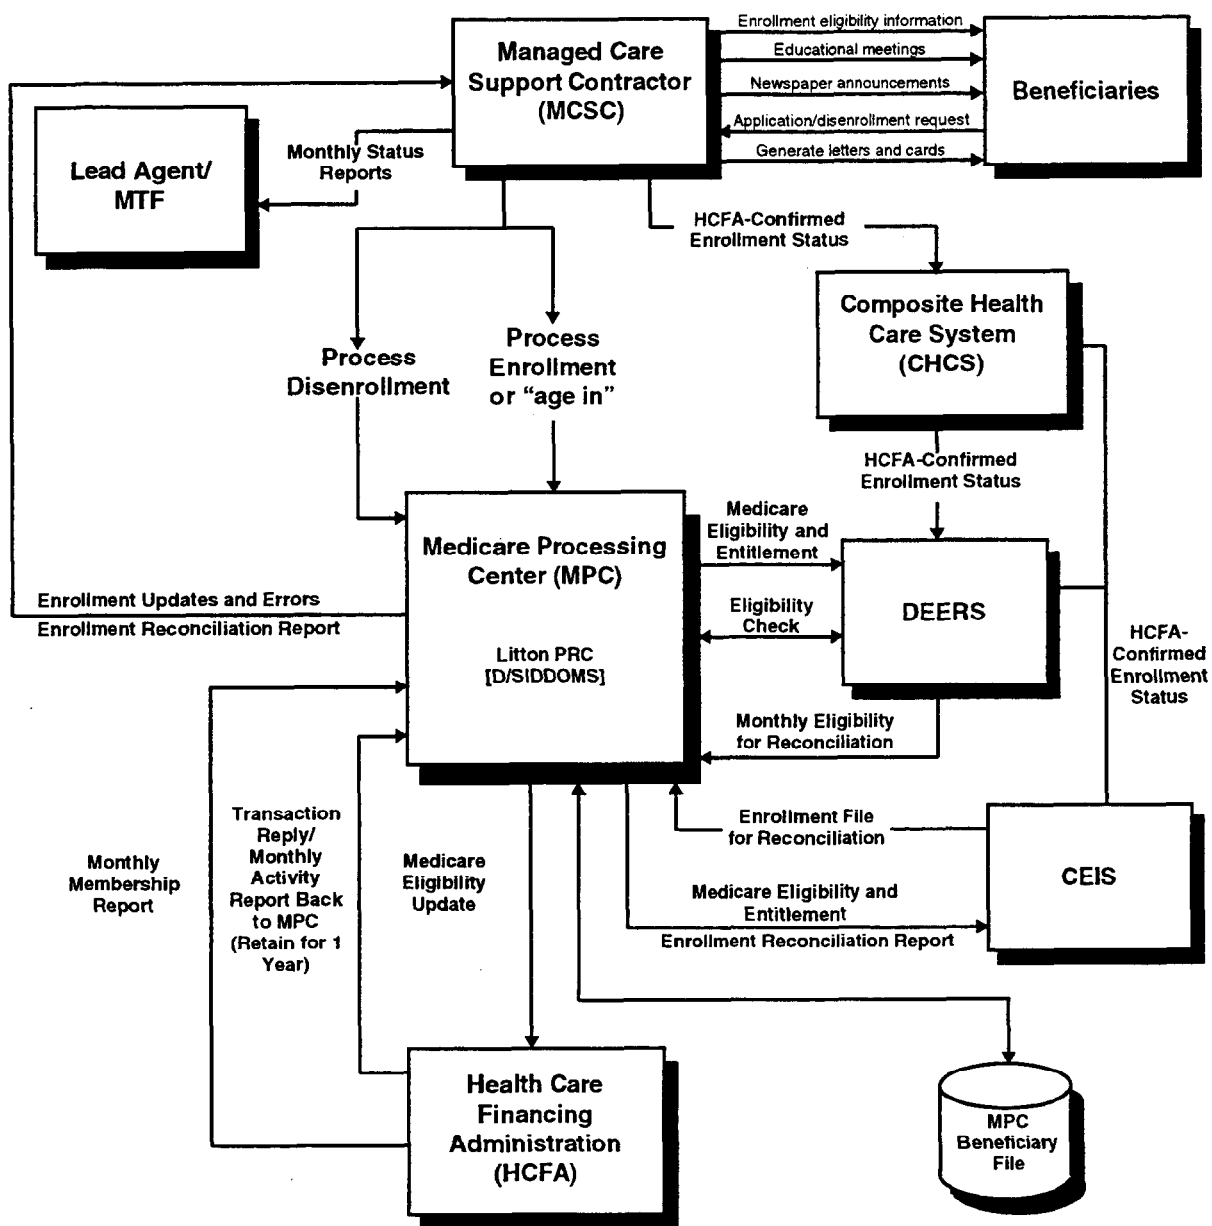 Managed Care
Support Contractor
(MCSC)
Enrollment eligibility information
Educational meetings
Newspaper announcements
Application/disenrollment request
Generate letters and cards
Beneficiaries
Lead Agent/
MTF
Monthly Status
Reports
HCFA-Confirmed
Enrollment Status
Composite Health
Care System
(CHCS)
Process
Disenrollment
Process
Enrollment
or “age in”
HCFA-Confirmed
Enrollment Status
Medicare Processing
Center (MPC)
Litton PRC
[D/SIDDOMS]
Medicare
Eligibility and
Entitlement
Eligibility
Check
DEERS
Monthly Eligibility
for Reconciliation
HCFA-
Confirmed
Enrollment
Status
Enrollment Updates and Errors
Enrollment Reconciliation Report
Enrollment File
for Reconciliation
CEIS
Medicare Eligibility and
Entitlement
Enrollment Reconciliation Report
Monthly
Membership
Report
Transaction
Reply/
Monthly
Activity
Report Back
to MPC
(Retain for 1
Year)
Medicare
Eligibility
Update
Health Care
Financing
Administration
(HCFA)
MPC
Beneficiary
File